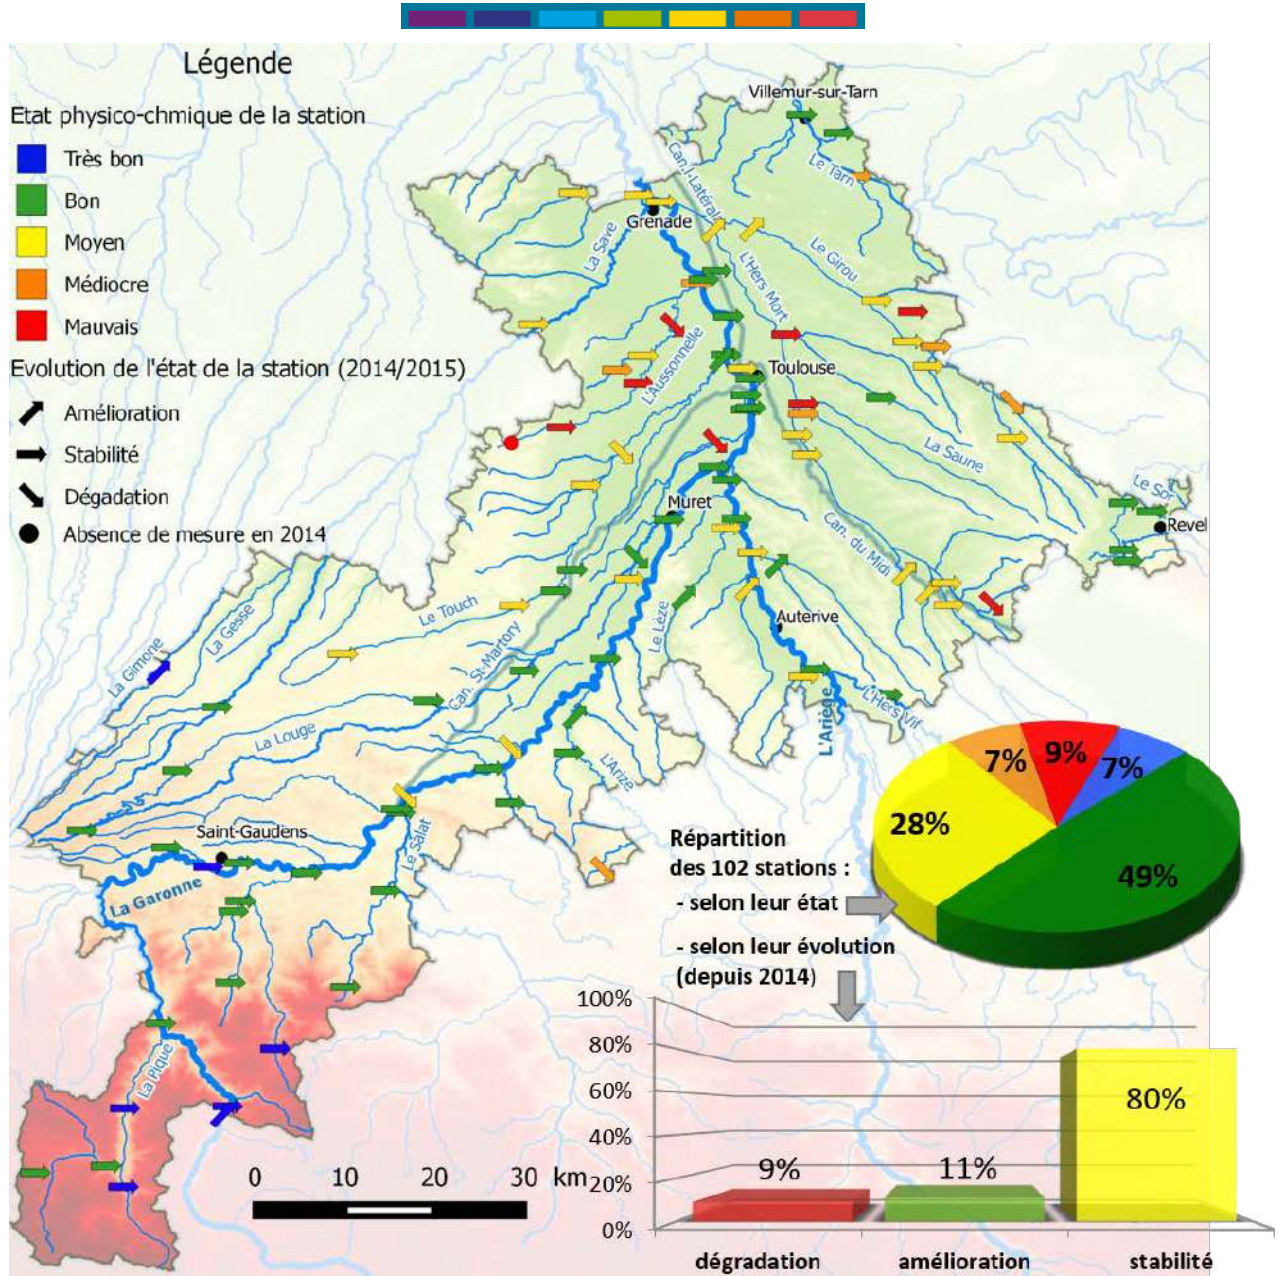 Légende
Etat physico-chmique de la station
Très bon
Bon
Moyen
Médiocre
Mauvais
Evolution de l'état de la station (2014/2015)
Amélioration
Stabilité
Dégadation
Absence de mesure en 2014
Villemur-sur-Tarn
Le Tarn
Can. l-Latéral
Grenade
La Save
L'Hers Mort
Le Girou
L'Aussonnelle
Toulouse
La Saune
Le Sor
Revel
Muret
Can. du Midi
Le Touch
Le Lèze
Auterive
La Gimone
La Gesse
Can. St-Martory
L'Ariège
L'Hers Vif
La Louge
L'Arize
Saint-Gaudens
Le Salat
La Garonne
La Pique
Répartition
des 102 stations :
- selon leur état
- selon leur évolution
(depuis 2014)
7%
9%
7%
28%
49%
100%
80%
60%
40%
20%
0%
9%
11%
80%
dégradation
amélioration
stabilité
0
10
20
30
km